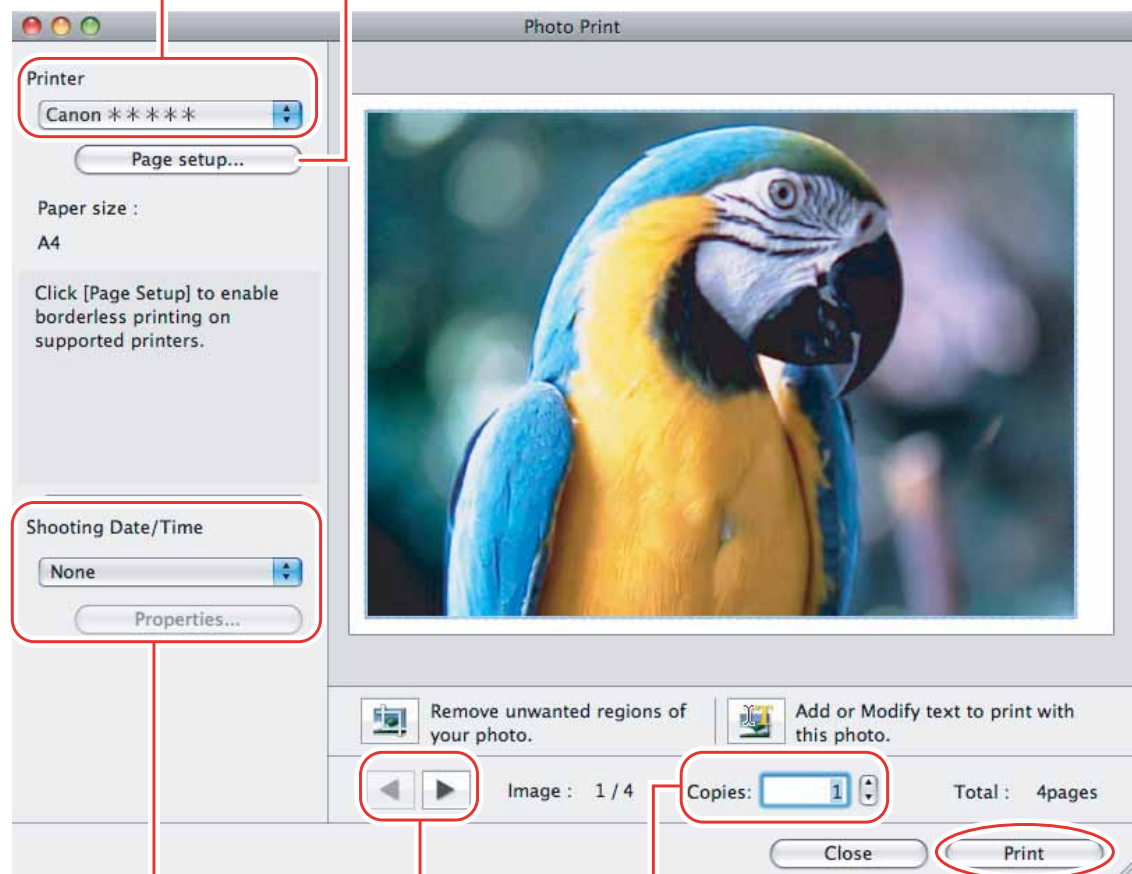 Photo Print
Printer
Canon ＊＊＊＊＊
Page setup...
Paper size :
A4
Click [Page Setup] to enable
borderless printing on
supported printers.
Shooting Date/Time
None
Properties...
Remove unwanted regions of
your photo.
Add or Modify text to print with
this photo.
Image : 1 / 4
Copies: 1
Total : 4pages
Close
Print